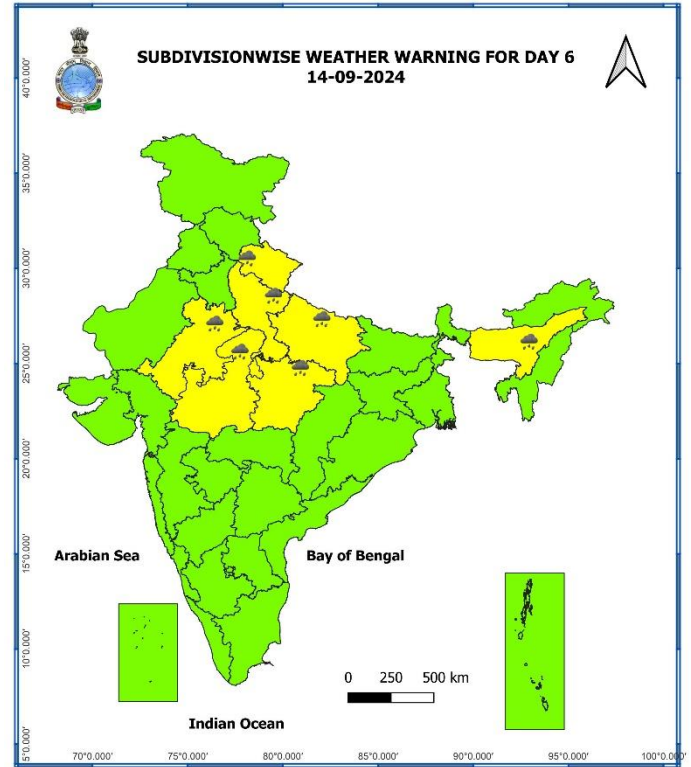 SUBDIVISIONWISE WEATHER WARNING FOR DAY 6
14-09-2024
40°0.000'
35°0.000'
30°0.000'
25°0.000'
20°0.000'
15°0.000'
10°0.000'
5°0.000'
Arabian Sea
Bay of Bengal
0 250 500 km
Indian Ocean
70°0.000' 75°0.000' 80°0.000' 85°0.000' 90°0.000' 95°0.000' 100°0.000'